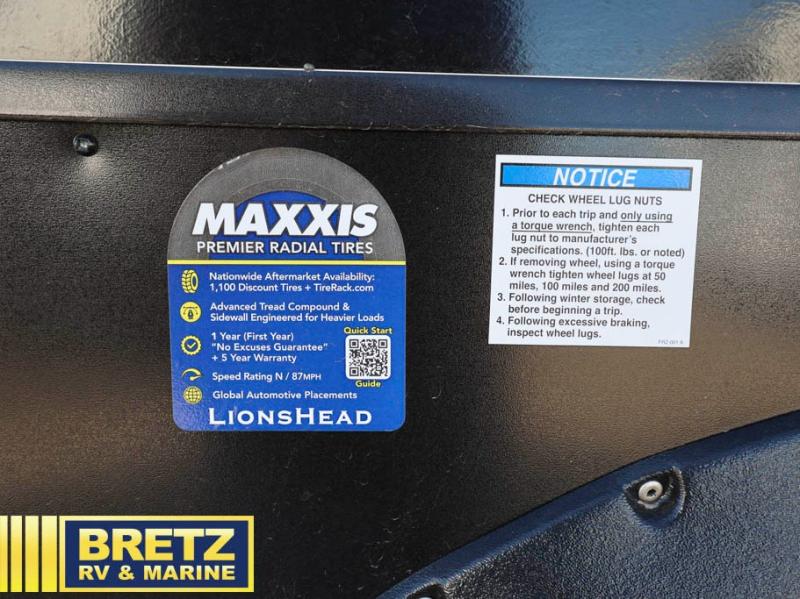 MAXXIS
PREMIER RADIAL TIRES
Nationwide Aftermarket Availability:
1,100 Discount Tires + TireRack.com
Advanced Tread Compound &
Sidewall Engineered for Heavier Loads
1 Year (First Year)
"No Excuses Guarantee"
+ 5 Year Warranty
Quick Start
Guide
Speed Rating N / 87MPH
Global Automotive Placements
LIONSHEAD
NOTICE
CHECK WHEEL LUG NUTS
1. Prior to each trip and only using
a torque wrench, tighten each
lug nut to manufacturer's
specifications. (100ft. lbs. or noted)
2. If removing wheel, using a torque
wrench tighten wheel lugs at 50
miles, 100 miles and 200 miles.
3. Following winter storage, check
before beginning a trip.
4. Following excessive braking,
inspect wheel lugs.
BRETZ
RV & MARINE